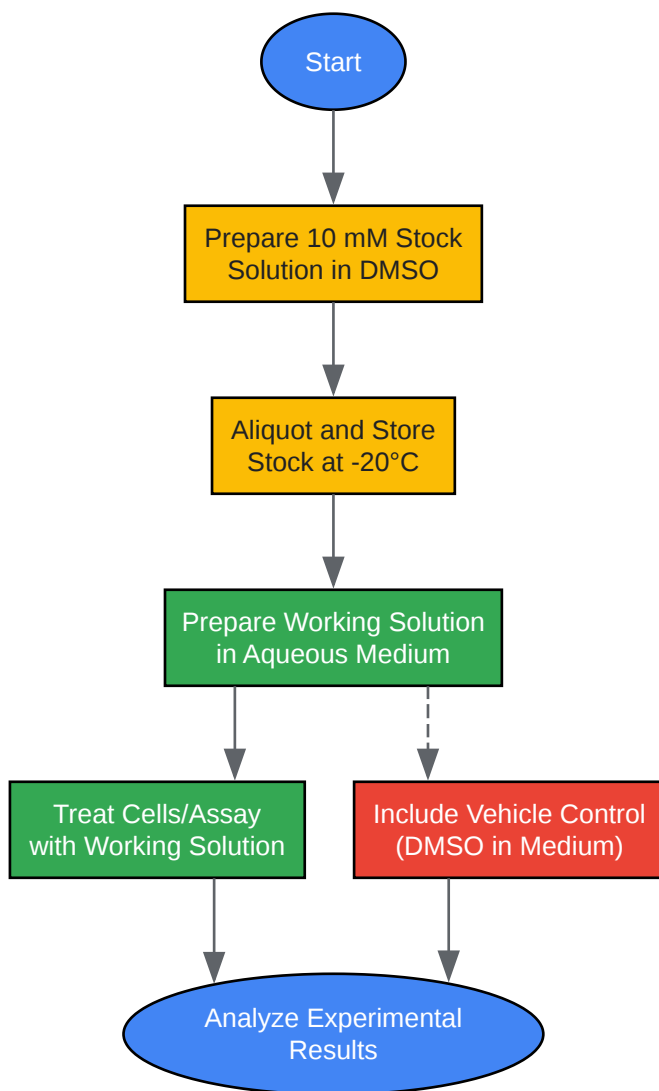 Start
Prepare 10 mM Stock
Solution in DMSO
Aliquot and Store
Stock at -20°C
Prepare Working Solution
in Aqueous Medium
Treat Cells/Assay
with Working Solution
Include Vehicle Control
(DMSO in Medium)
Analyze Experimental
Results